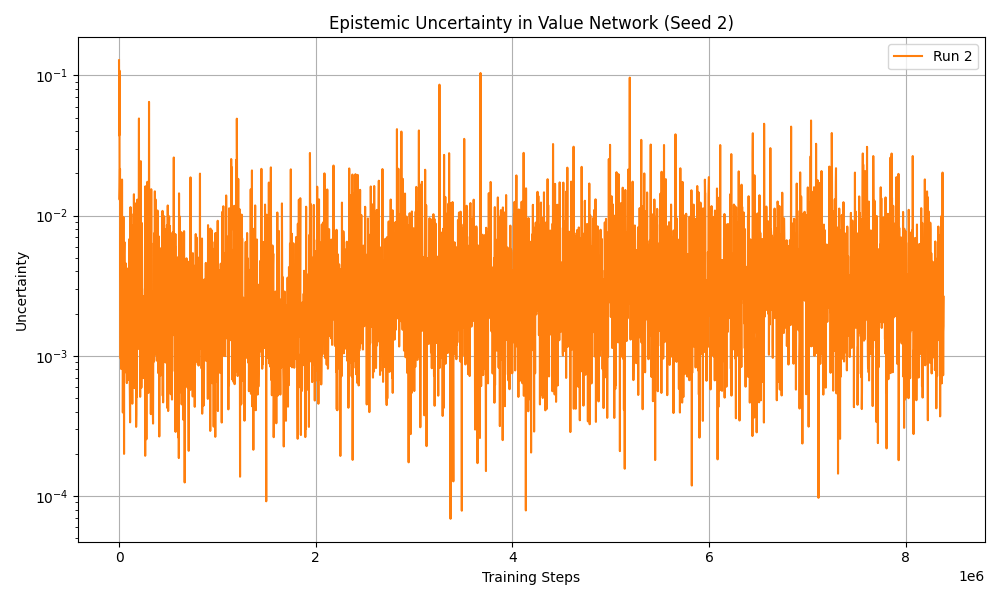 Epistemic Uncertainty in Value Network (Seed 2)
Run 2
Uncertainty
10⁻¹
10⁻²
10⁻³
10⁻⁴
0 2 4 6 8
1e6
Training Steps